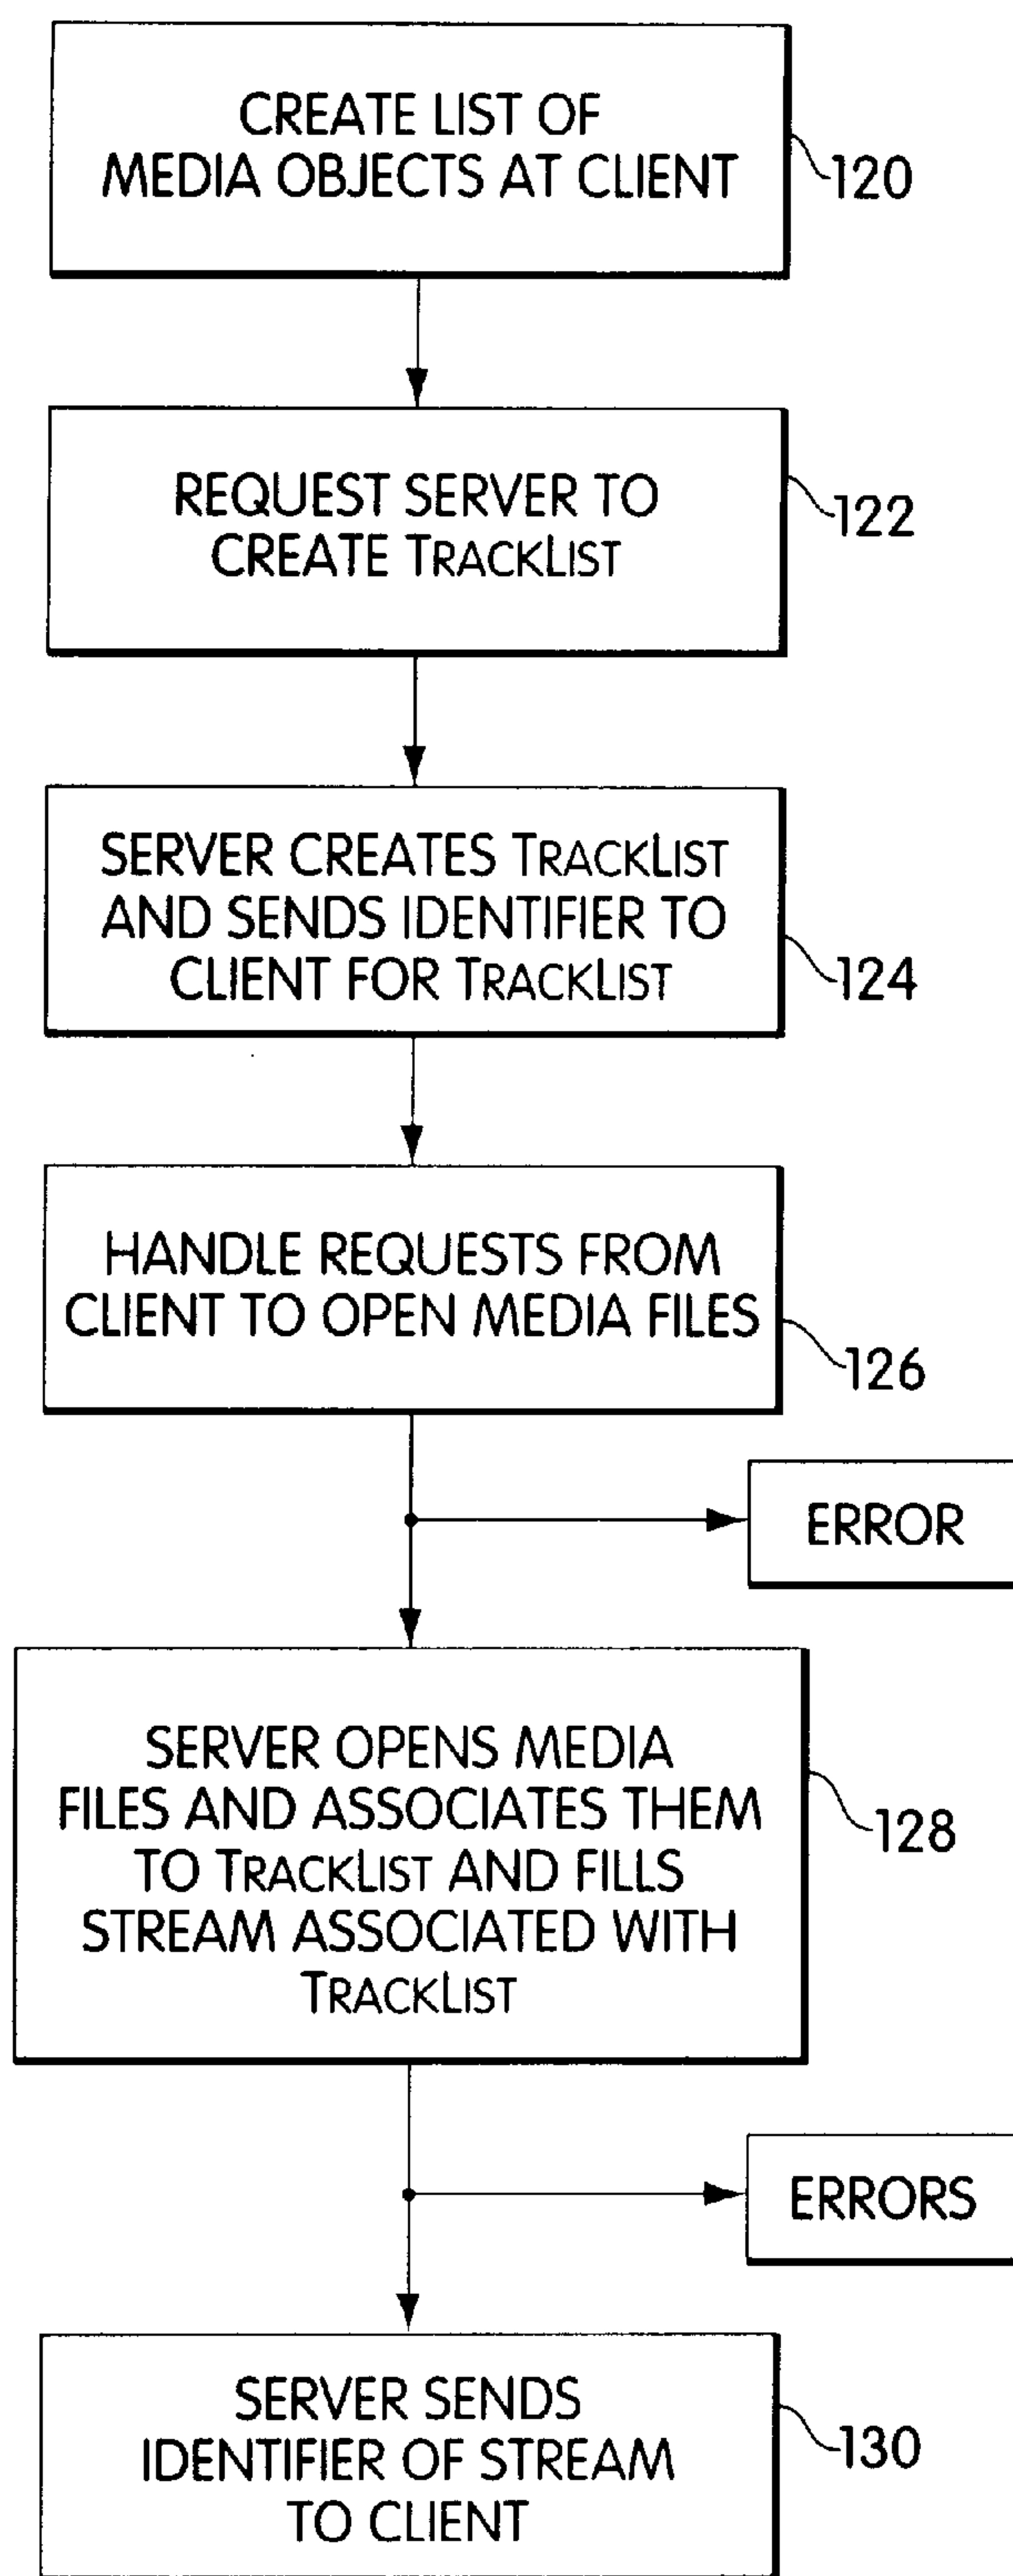 CREATE LIST OF
MEDIA OBJECTS AT CLIENT
120
REQUEST SERVER TO
CREATE TRACKLIST
122
SERVER CREATES TRACKLIST
AND SENDS IDENTIFIER TO
CLIENT FOR TRACKLIST
124
HANDLE REQUESTS FROM
CLIENT TO OPEN MEDIA FILES
126
ERROR
SERVER OPENS MEDIA
FILES AND ASSOCIATES THEM
TO TRACKLIST AND FILLS
STREAM ASSOCIATED WITH
TRACKLIST
128
ERRORS
SERVER SENDS
IDENTIFIER OF STREAM
TO CLIENT
130